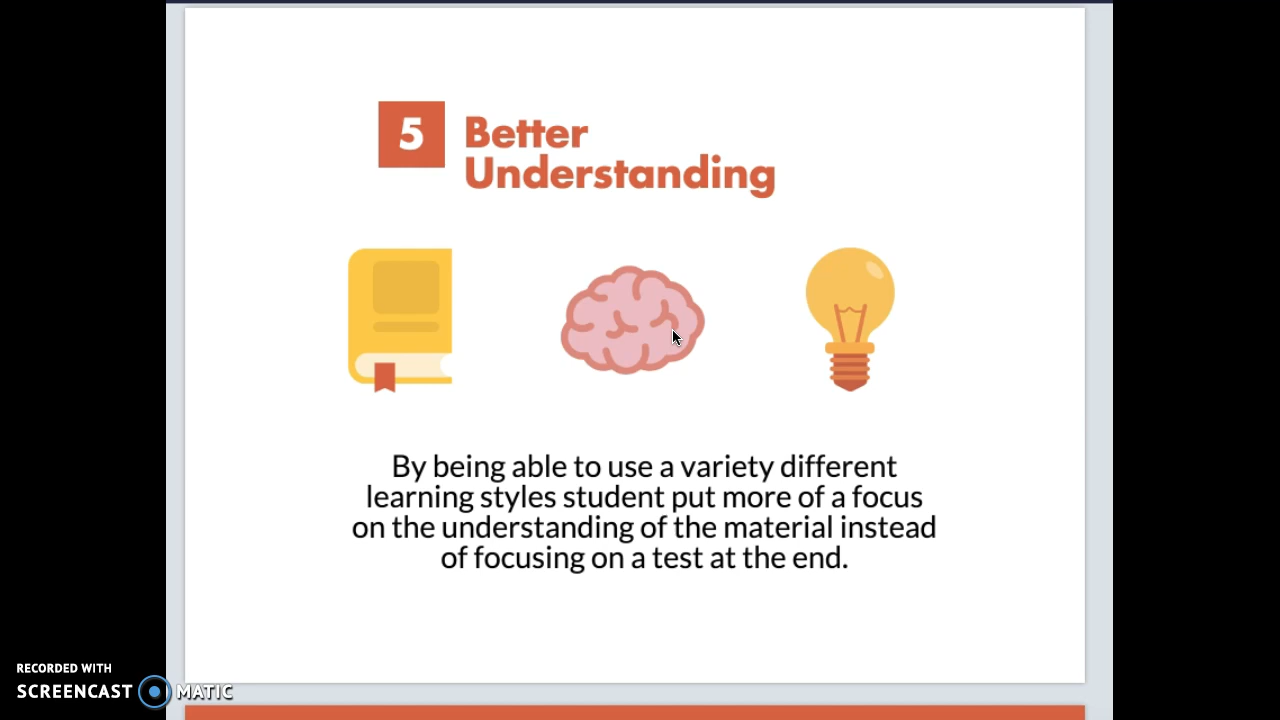 5
Better
Understanding
By being able to use a variety different
learning styles student put more of a focus
on the understanding of the material instead
of focusing on a test at the end.
RECORDED WITH
SCREENCAST MATIC